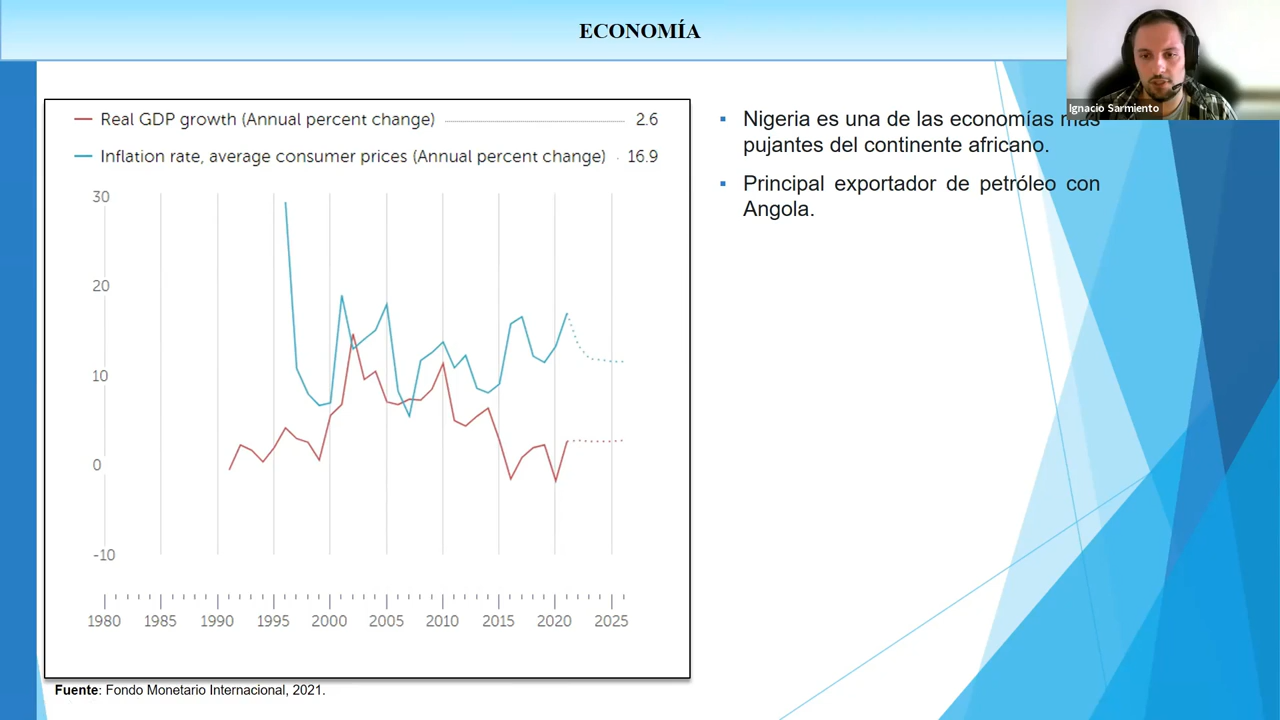 ECONOMÍA
Ignacio Sarmiento
Real GDP growth (Annual percent change) 2.6
Inflation rate, average consumer prices (Annual percent change) 16.9
30
20
10
0
-10
1980 1985 1990 1995 2000 2005 2010 2015 2020 2025
Fuente: Fondo Monetario Internacional, 2021.
Nigeria es una de las economías más
pujantes del continente africano.
Principal exportador de petróleo con
Angola.